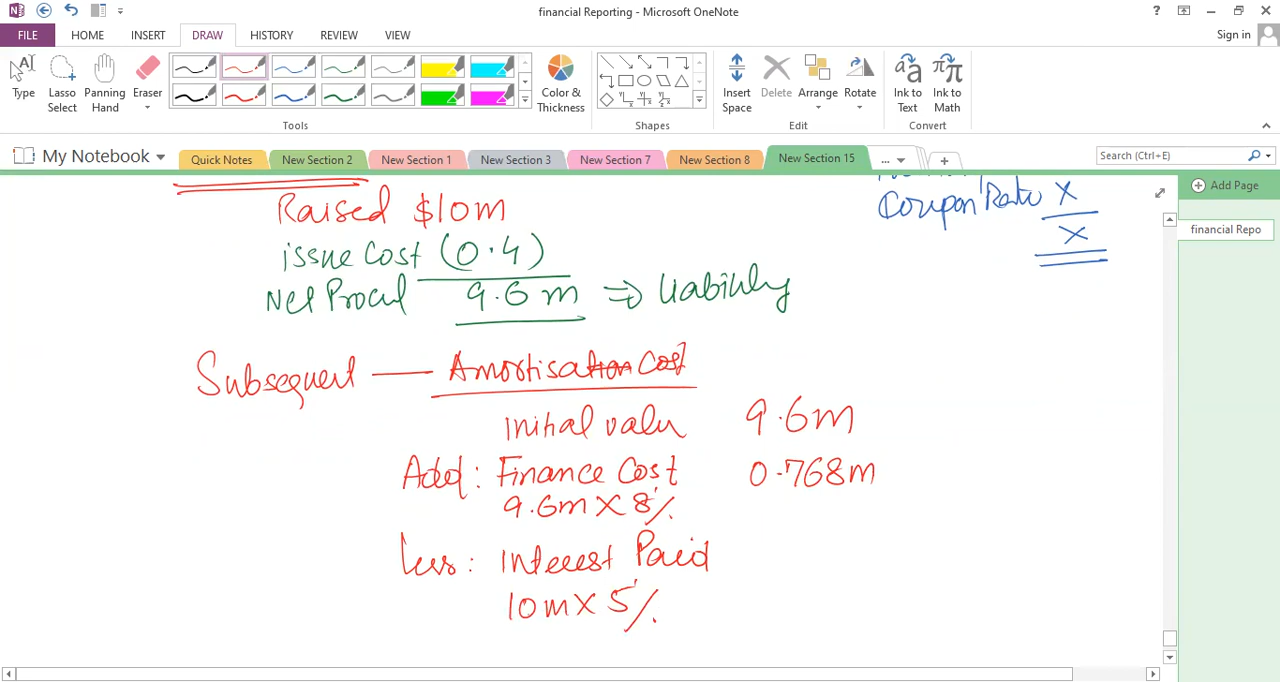 financial Reporting - Microsoft OneNote
FILE HOME INSERT DRAW HISTORY REVIEW VIEW Sign in
Type Lasso Select Panning Hand Eraser Color & Thickness Insert Space Delete Arrange Rotate Ink to Text Ink to Math
Tools Shapes Edit Convert
My Notebook Quick Notes New Section 2 New Section 1 New Section 3 New Section 7 New Section 8 New Section 15 ... Search (Ctrl+E)
Add Page
financial Repo
Coupon Rate X
X
Raised $10m
issue Cost (0.4)
Net Proceed 9.6 m ⇒ liability
Subsequent — Amortisation Cost
initial value 9.6m
Add: Finance Cost 0.768m
9.6m X 8%
Less: Interest Paid
10m X 5%